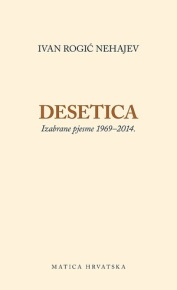 IVAN ROGIĆ NEHAJEV
DESETICA
Izabrane pjesme 1969–2014.
MATICA HRVATSKA